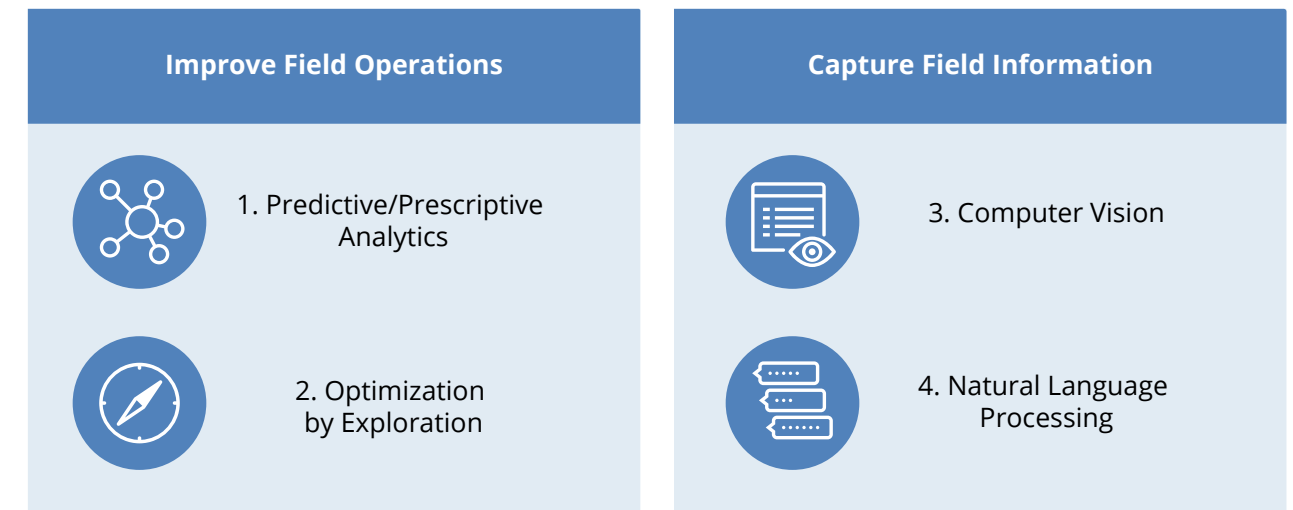 Improve Field Operations
1. Predictive/Prescriptive
Analytics
2. Optimization
by Exploration
Capture Field Information
3. Computer Vision
4. Natural Language
Processing